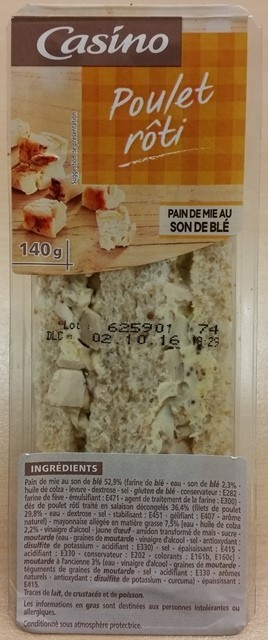 Casino
Poulet
rôti
Suggestion de présentation
PAIN DE MIE AU
SON DE BLÉ
140g
Lot : 625901 74
DLC : 02.10.16 18:29
INGRÉDIENTS
Pain de mie au son de blé 52,9% (farine de blé - eau - son de blé 2,3% -
huile de colza - levure - dextrose - sel - gluten de blé - conservateur : E282 -
farine de fève - émulsifiant : E471 - agent de traitement de la farine : E300) -
dés de poulet rôti traité en salaison décongelés 36,4% (filets de poulet
29,8% - eau - dextrose - sel - stabilisant : E451 - gélifiant : E407 - arôme
naturel) - mayonnaise allégée en matière grasse 7,5% (eau - huile de colza
2,2% - vinaigre d'alcool - jaune d'œuf - amidon transformé de maïs - sucre -
moutarde (eau - graines de moutarde - vinaigre d'alcool - sel - antioxydant :
disulfite de potassium - acidifiant : E330) - sel - épaississant : E415 -
acidifiant : E330 - conservateur : E202 - colorants : E161b, E160c)
moutarde à l'ancienne 3% (eau - vinaigre d'alcool - graines de moutarde -
téguments de graines de moutarde - sel - acidifiant : E330 - arômes
naturels - antioxydant : disulfite de potassium - curcuma) - épaississant :
E415.
Traces de lait, de crustacés et de poisson.
Les informations en gras sont destinées aux personnes intolérantes ou
allergiques.
Conditionné sous atmosphère protectrice.